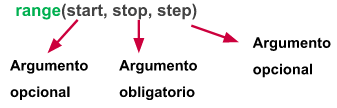 range(start, stop, step)
Argumento
opcional
Argumento
obligatorio
Argumento
opcional